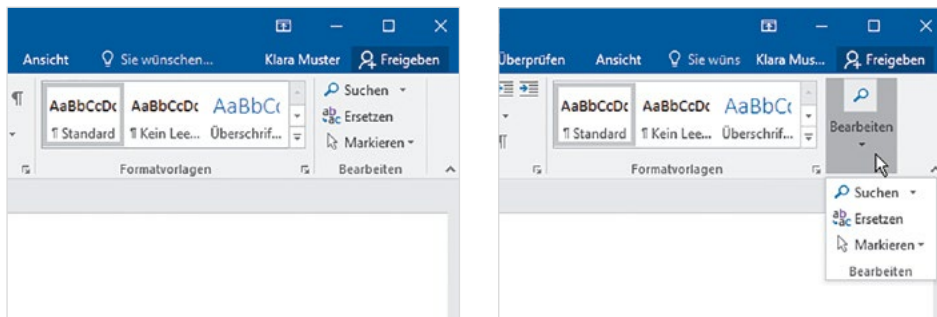 Ansicht Sie wünschen... Klara Muster Freigeben
¶ AaBbCcDc AaBbCcDc AaBbCc Suchen
¶ Standard ¶ Kein Lee... Überschrif... Ersetzen
Markieren
Formatvorlagen Bearbeiten
Überprüfen Ansicht Sie wüns Klara Mus... Freigeben
AaBbCcDc AaBbCcDc AaBbCc Bearbeiten
¶ Standard ¶ Kein Lee... Überschrif...
Formatvorlagen
Suchen
Ersetzen
Markieren
Bearbeiten